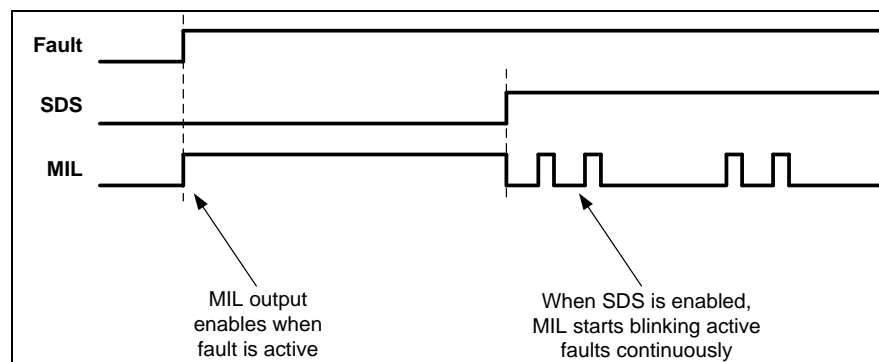 Fault
SDS
MIL
MIL output
enables when
fault is active
When SDS is enabled,
MIL starts blinking active
faults continuously